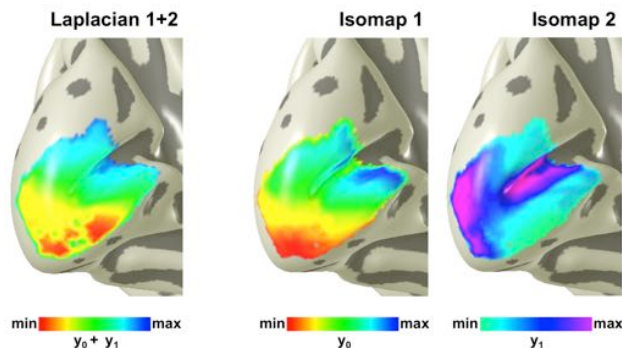 Laplacian 1+2
Isomap 1
Isomap 2
min max
y₀ + y₁
min max
y₀
min max
y₁